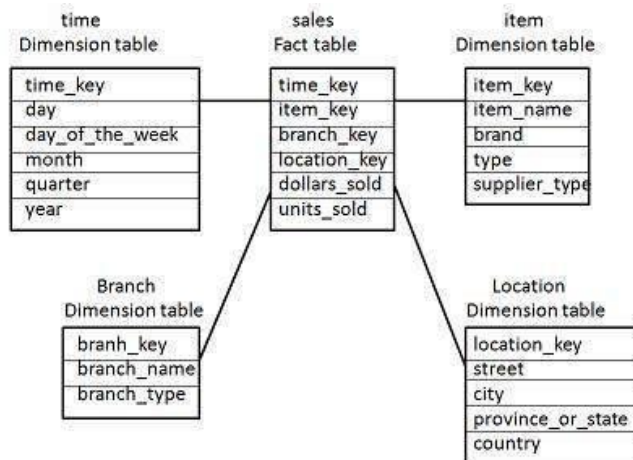 time
Dimension table
time_key
day
day_of_the_week
month
quarter
year
sales
Fact table
time_key
item_key
branch_key
location_key
dollars_sold
units_sold
item
Dimension table
item_key
item_name
brand
type
supplier_type
Branch
Dimension table
branh_key
branch_name
branch_type
Location
Dimension table
location_key
street
city
province_or_state
country